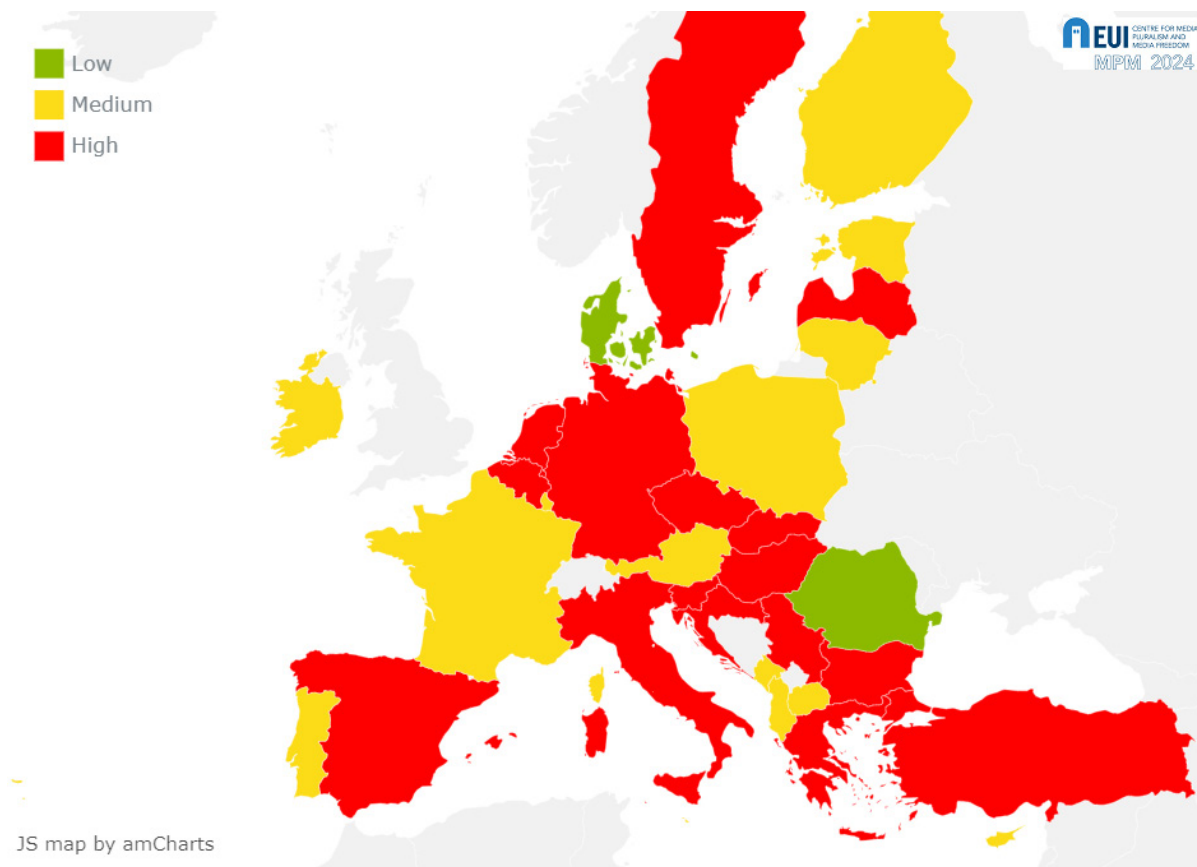 Low
Medium
High
EUI
CENTRE FOR MEDIA
PLURALISM AND
MEDIA FREEDOM
MPM 2024
JS map by amCharts